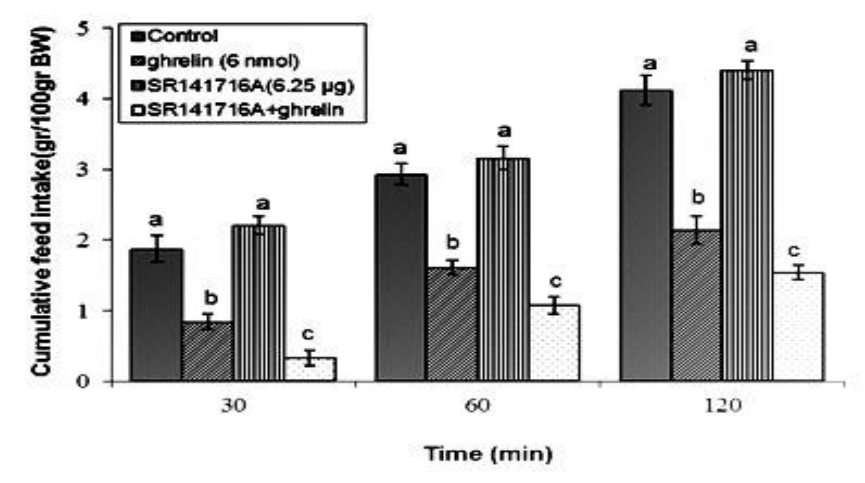 Cumulative feed intake(gr/100gr BW)
5
4
3
2
1
0
Control
ghrelin (6 nmol)
SR141716A(6.25 µg)
SR141716A+ghrelin
a
b
a
c
a
b
a
c
a
b
a
c
30
60
120
Time (min)